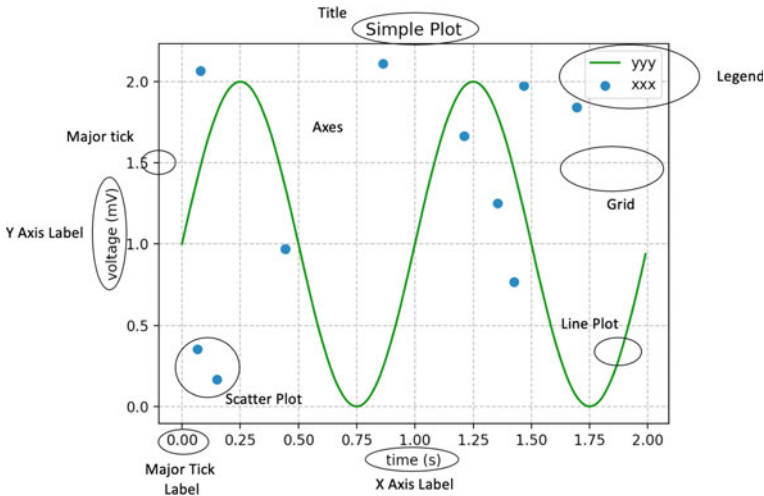 Title
Simple Plot
yyy
xxx
Legend
2.0
Axes
Major tick
1.5
Grid
Y Axis Label
voltage (mV)
1.0
0.5
Line Plot
Scatter Plot
0.0
0.00 0.25 0.50 0.75 1.00 1.25 1.50 1.75 2.00
time (s)
Major Tick
Label
X Axis Label